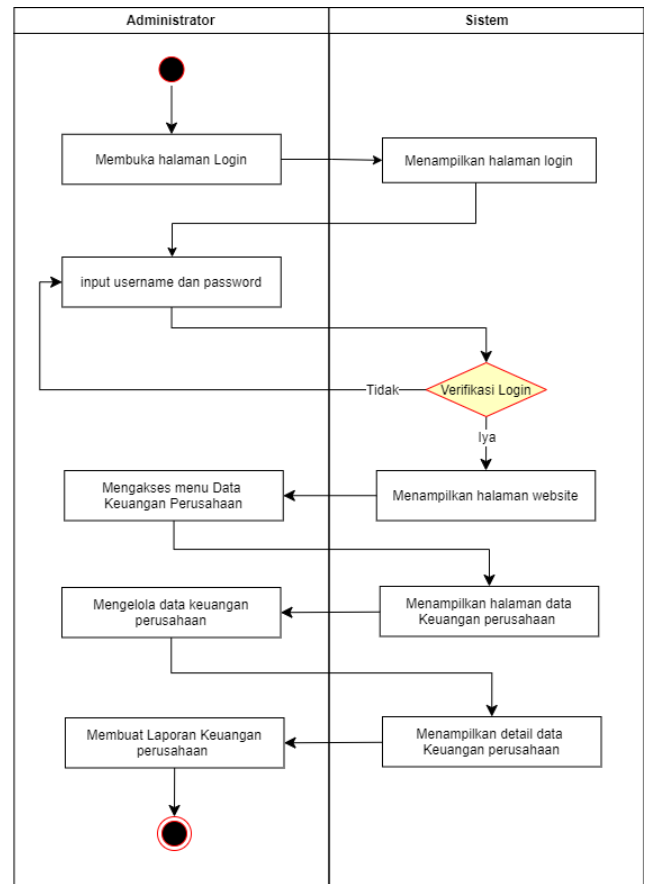 Administrator
Sistem
Membuka halaman Login
Menampilkan halaman login
input username dan password
Verifikasi Login
Tidak
Iya
Menampilkan halaman website
Mengakses menu Data
Keuangan Perusahaan
Menampilkan halaman data
Keuangan perusahaan
Mengelola data keuangan
perusahaan
Menampilkan detail data
Keuangan perusahaan
Membuat Laporan Keuangan
perusahaan